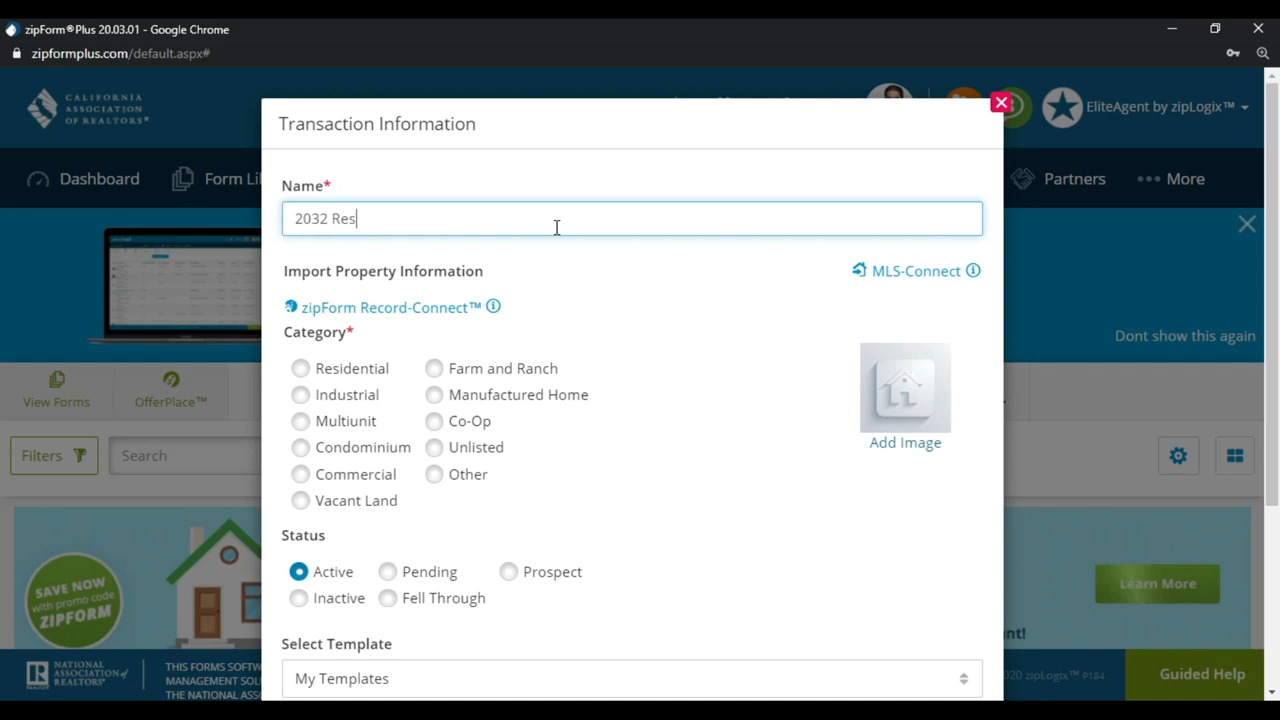 zipForm®Plus 20.03.01 - Google Chrome
zipformplus.com/default.aspx#
CALIFORNIA
ASSOCIATION
OF REALTORS®
EliteAgent by zipLogix™
Transaction Information
Dashboard
Form Li
Partners
More
Name*
2032 Res
Import Property Information
MLS-Connect
zipForm Record-Connect™
Dont show this again
Category*
Residential
Farm and Ranch
Industrial
Manufactured Home
Multiunit
Co-Op
Condominium
Unlisted
Commercial
Other
Vacant Land
Add Image
View Forms
OfferPlace™
Filters
Search
Status
Active
Pending
Prospect
Inactive
Fell Through
SAVE NOW
with promo code
ZIPFORM
Learn More
nt!
Select Template
My Templates
NATIONAL
ASSOCIATION of
REALTORS®
THIS FORMS SOFTW
MANAGEMENT SOL
THE NATIONAL ASSO
020 zipLogix™ P184
Guided Help